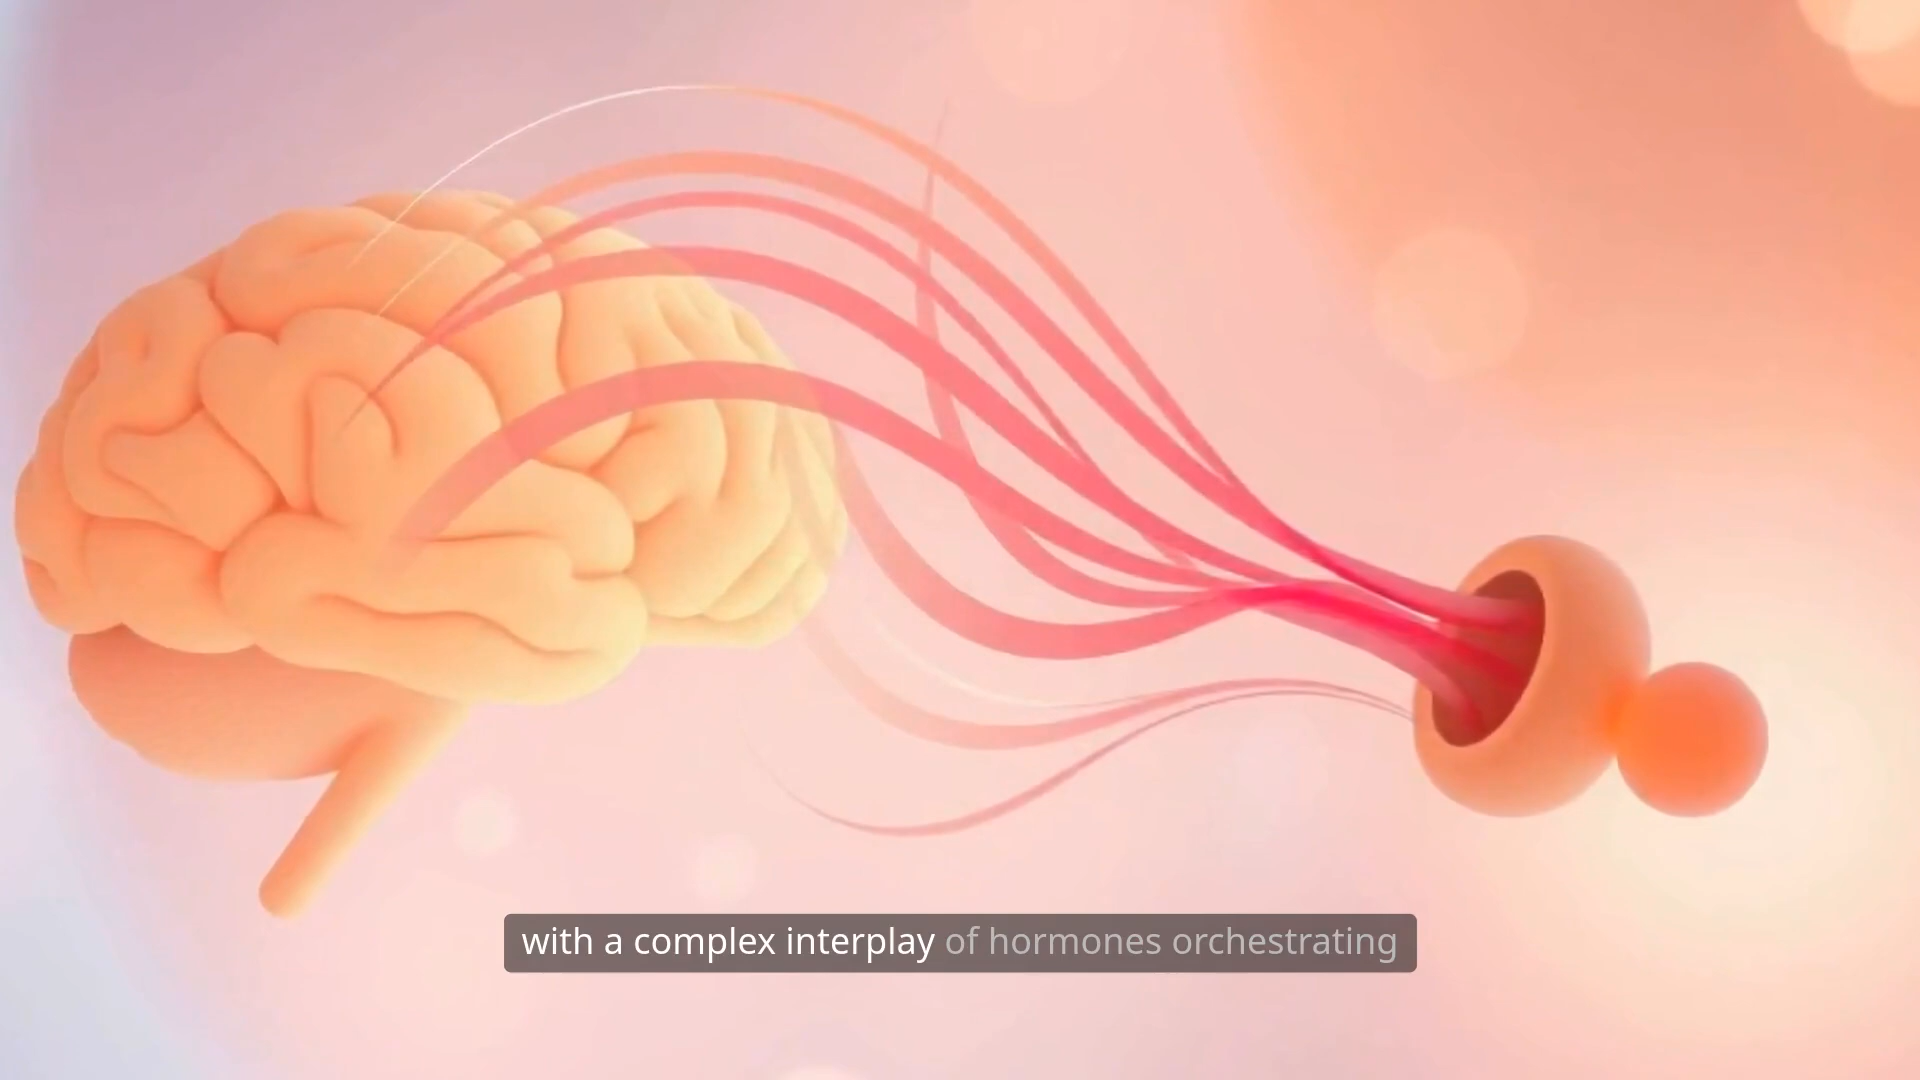 with a complex interplay of hormones orchestrating